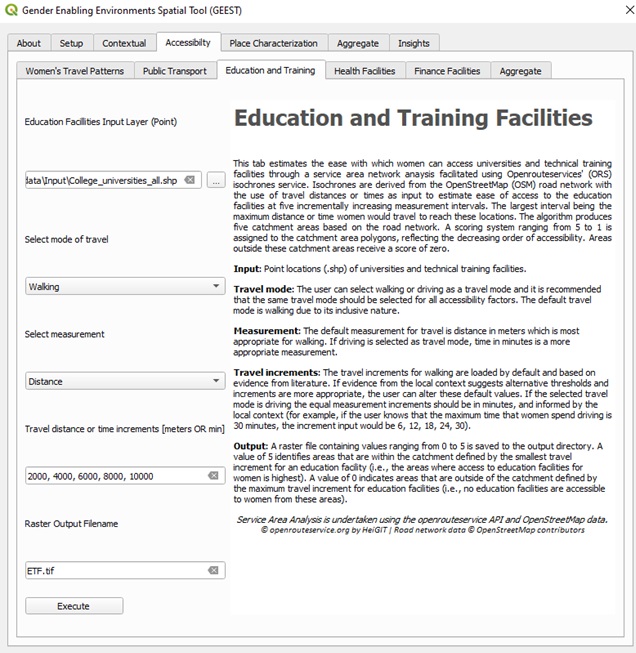 Gender Enabling Environments Spatial Tool (GEEST)
About Setup Contextual Accessibilty Place Characterization Aggregate Insights
Women's Travel Patterns Public Transport Education and Training Health Facilities Finance Facilities Aggregate
Education Facillities Input Layer (Point)
data\Input\College_universities_all.shp ...
Select mode of travel
Walking
Select measurement
Distance
Travel distance or time increments [meters OR min]
2000, 4000, 6000, 8000, 10000
Raster Output Filename
ETF.tif
Execute
Education and Training Facilities
This tab estimates the ease with which women can access universities and technical training
facilities through a service area network anaysis facilitated using Openrouteservices' (ORS)
isochrones service. Isochrones are derived from the OpenStreetMap (OSM) road network with
the use of travel distances or times as input to estimate ease of access to the education
facilities at five incrementally increasing measurement intervals. The largest interval being the
maximum distance or time women would travel to reach these locations. The algorithm produces
five catchment areas based on the road network. A scoring system ranging from 5 to 1 is
assigned to the catchment area polygons, reflecting the decreasing order of accessibility. Areas
outside these catchment areas receive a score of zero.
Input: Point locations (.shp) of universities and technical training facilities.
Travel mode: The user can select walking or driving as a travel mode and it is recommended
that the same travel mode should be selected for all accessibility factors. The default travel
mode is walking due to its inclusive nature.
Measurement: The default measurement for travel is distance in meters which is most
appropriate for walking. If driving is selected as travel mode, time in minutes is a more
appropriate measurement.
Travel increments: The travel increments for walking are loaded by default and based on
evidence from literature. If evidence from the local context suggests alternative thresholds and
increments are more appropriate, the user can alter these default values. If the selected travel
mode is driving the equal measurement increments should be in minutes, and informed by the
local context (for example, if the user knows that the maximum time that women spend driving is
30 minutes, the increment input would be 6, 12, 18, 24, 30).
Output: A raster file containing values ranging from 0 to 5 is saved to the output directory. A
value of 5 identifies areas that are within the catchment defined by the smallest travel
increment for an education facility (i.e., the areas where access to education facilities for
women is highest). A value of 0 indicates areas that are outside of the catchment defined by
the maximum travel increment for education facilities (i.e., no education facilities are accessible
to women from these areas).
Service Area Analysis is undertaken using the openrouteservice API and OpenStreetMap data.
© openrouteservice.org by HeiGIT | Road network data © OpenStreetMap contributors